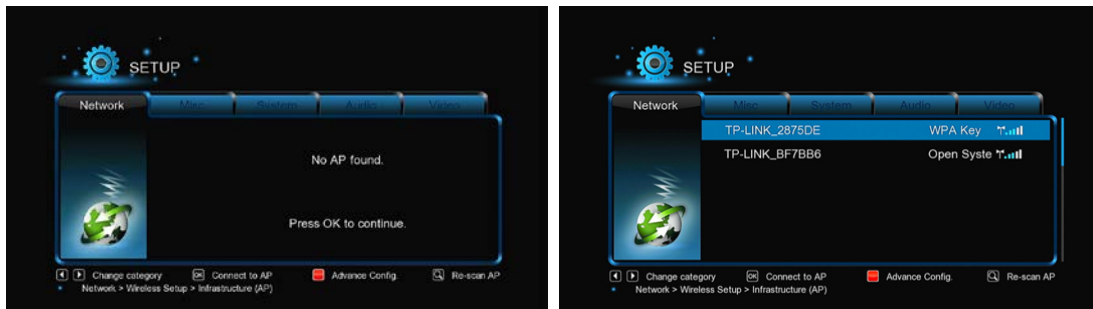 SETUP
Network Misc System Audio Video
No AP found.
Press OK to continue.
OK Change category Connect to AP Advance Config. Re-scan AP
Network > Wireless Setup > Infrastructure (AP)
SETUP
Network Misc System Audio Video
TP-LINK_2875DE WPA Key
TP-LINK_BF7BB6 Open Syste
Change category OK Connect to AP Advance Config. Re-scan AP
Network > Wireless Setup > Infrastructure (AP)